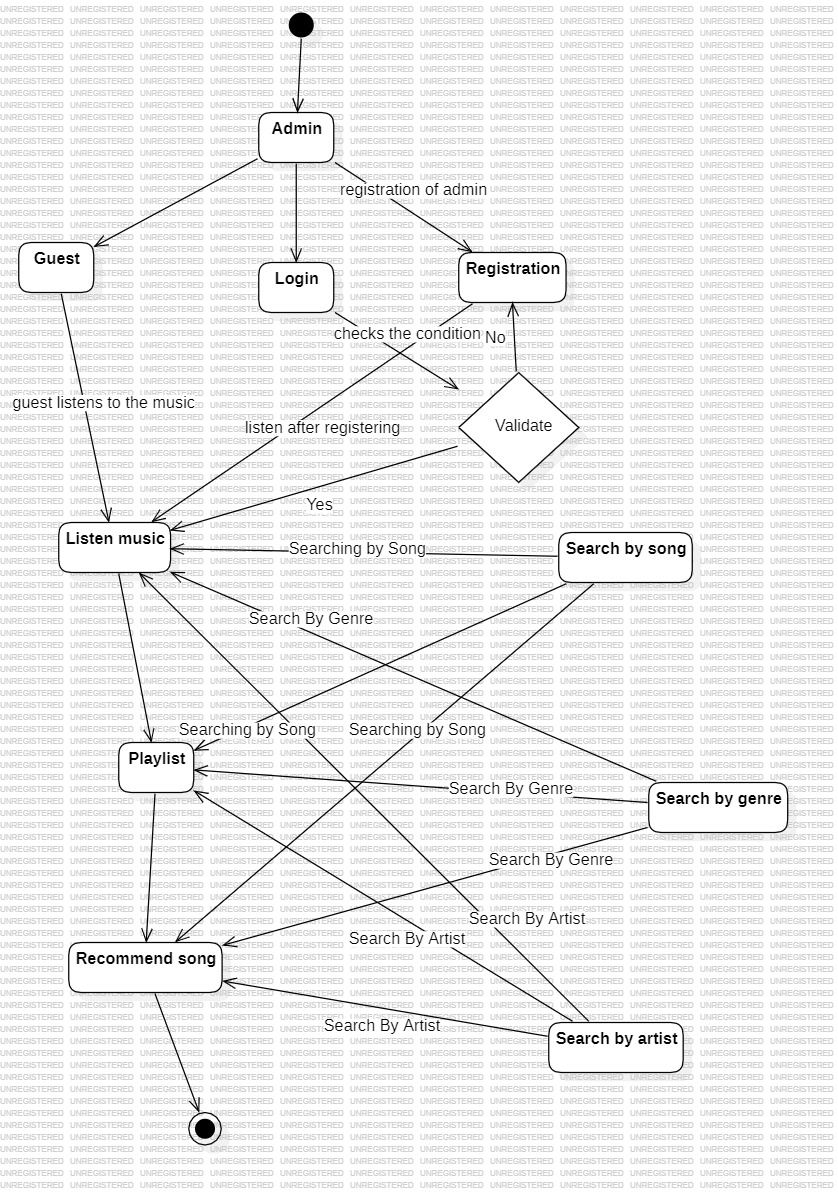 Admin
registration of admin
Guest
Login
Registration
checks the condition
No
guest listens to the music
listen after registering
Validate
Yes
Listen music
Searching by Song
Search by song
Search By Genre
Searching by Song
Searching by Song
Playlist
Search By Genre
Search by genre
Search By Genre
Search By Artist
Search By Artist
Recommend song
Search By Artist
Search by artist
UNREGISTERED